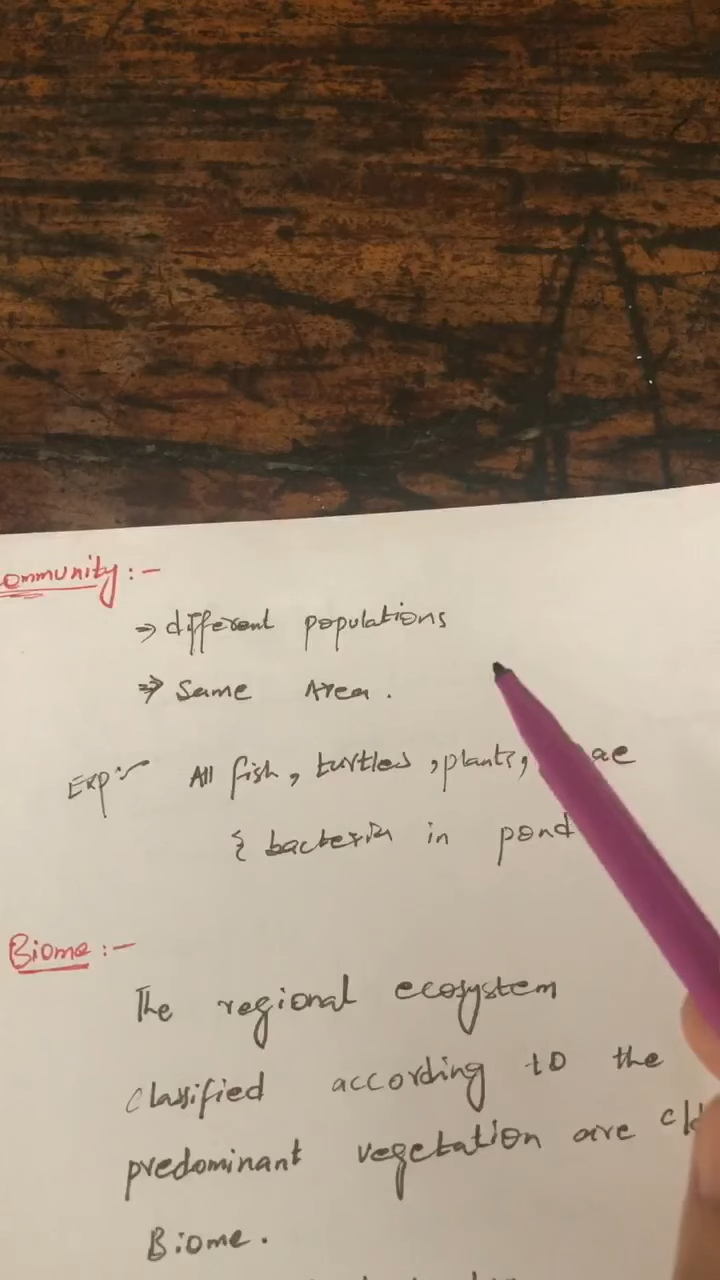 ommunity :-
⇒ different populations
⇒ Same Area.
Exp:- All fish, turtles, plants, ae
& bacteria in pond
Biome :-
The regional ecosystem
classified according to the
predominant vegetation are
Biome.